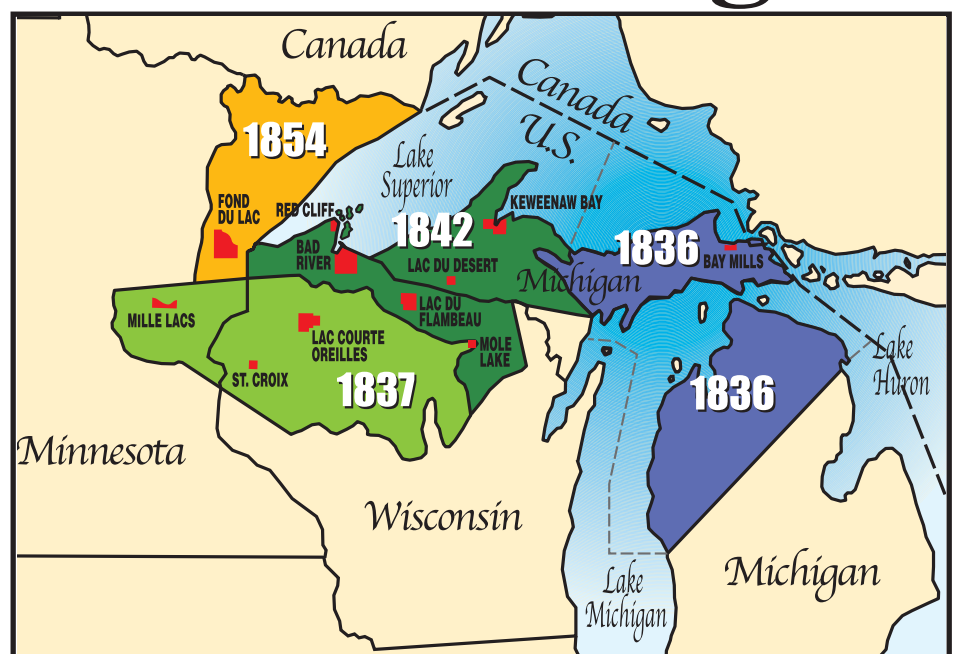 Canada
Canada
U.S.
1854
Lake
Superior
FOND
DU LAC
RED CLIFF
KEWEENAW BAY
1842
1836
BAD
RIVER
LAC DU DESERT
BAY MILLS
Michigan
MILLE LACS
LAC DU
FLAMBEAU
LAC COURTE
OREILLES
MOLE
LAKE
ST. CROIX
1837
1836
Lake
Huron
Minnesota
Wisconsin
Michigan
Lake
Michigan